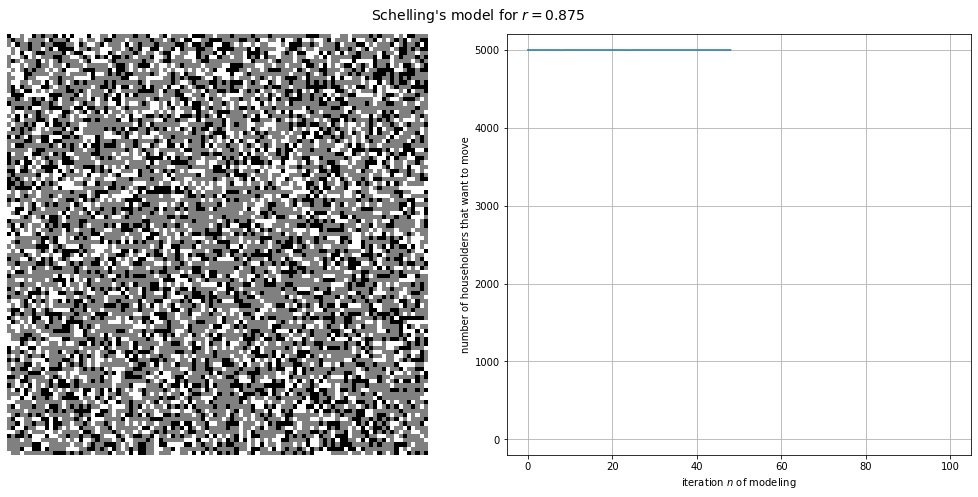 Schelling's model for r = 0.875
number of householders that want to move
5000
4000
3000
2000
1000
0
0 20 40 60 80 100
iteration n of modeling